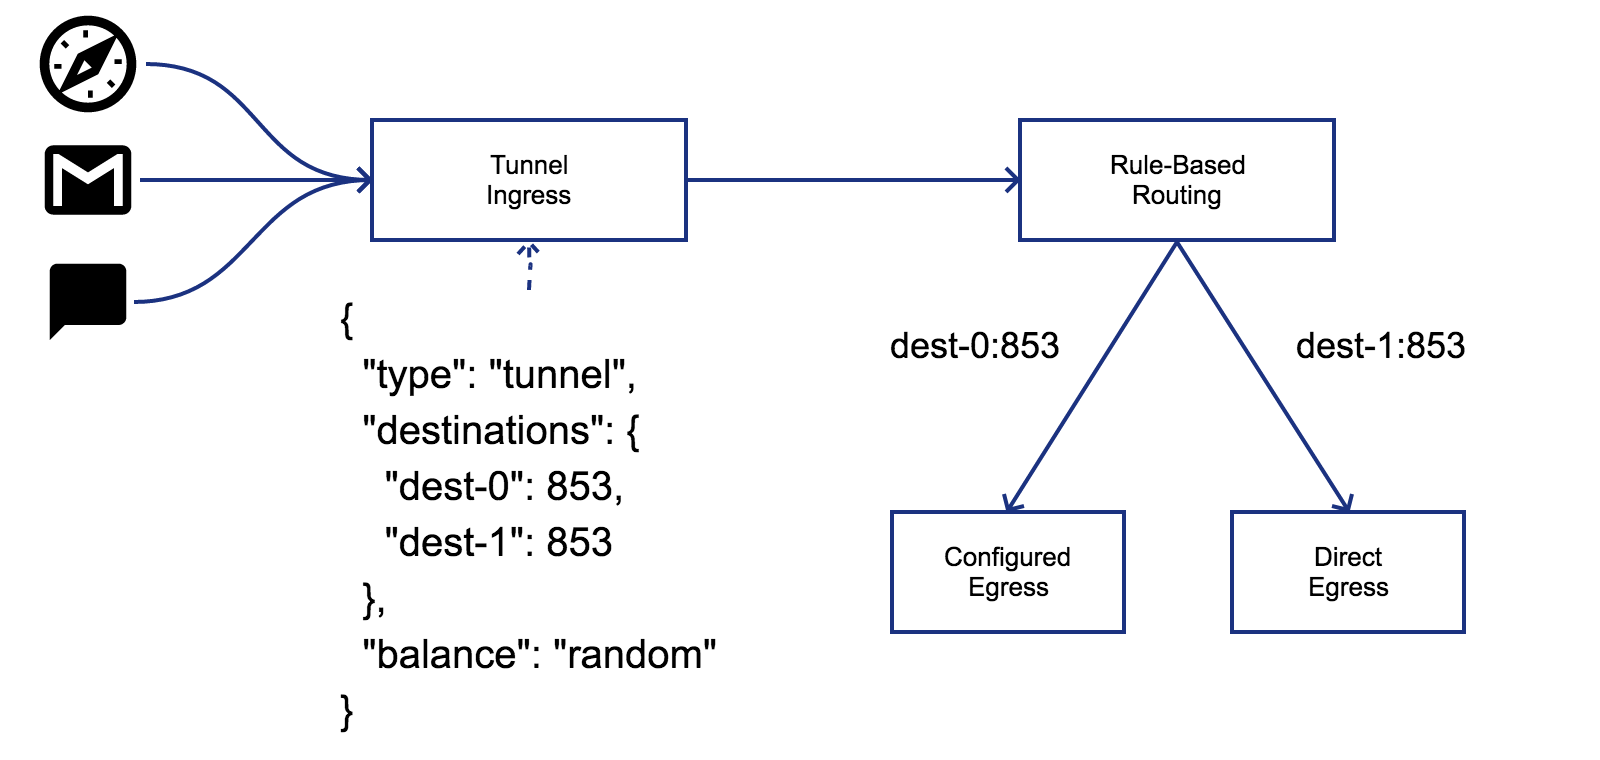 Tunnel
Ingress
Rule-Based
Routing
{
"type": "tunnel",
"destinations": {
"dest-0": 853,
"dest-1": 853
},
"balance": "random"
}
dest-0:853
dest-1:853
Configured
Egress
Direct
Egress